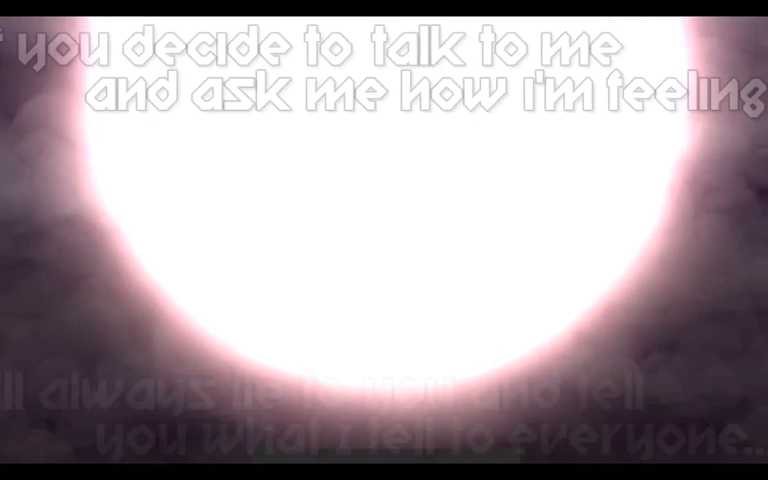 you decide to talk to me
and ask me how i'm feeling
always lie to you and tell
you what I tell to everyone...